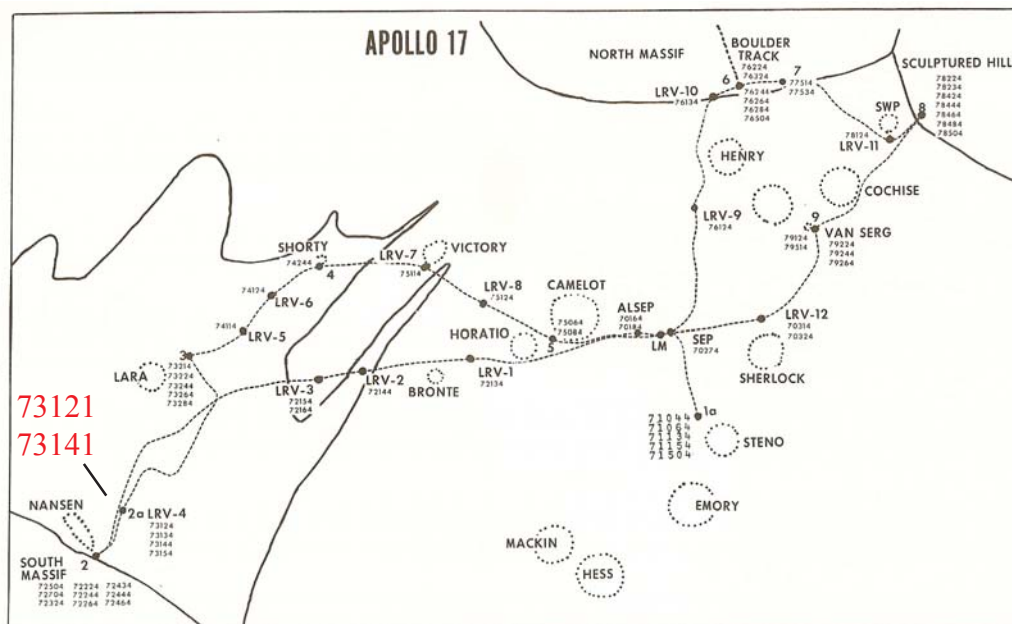 APOLLO 17
NORTH MASSIF
BOULDER
TRACK
76224
76324
6
76244
76264
76284
76504
7
77514
77534
SCULPTURED HILL
78224
78234
78424
78444
78464
78484
78504
8
SWP
78124
LRV-11
LRV-10
76134
HENRY
COCHISE
LRV-9
76124
9
VAN SERG
79124
79514
79224
79244
79264
SHORTY
74244
4
LRV-7
75114
VICTORY
74124
LRV-6
LRV-8
75124
CAMELOT
75064
75084
5
ALSEP
70164
70184
LM
SEP
70274
LRV-12
70314
70324
74114
LRV-5
HORATIO
3
73214
73224
73244
73264
73284
LARA
LRV-3
72154
72164
LRV-2
72144
BRONTE
LRV-1
72134
SHERLOCK
73121
73141
1a
71044
71064
71134
71154
71504
STENO
EMORY
NANSEN
2a LRV-4
73124
73134
73144
73154
MACKIN
HESS
2
SOUTH
MASSIF
72504 72224 72434
72704 72244 72444
72324 72264 72464